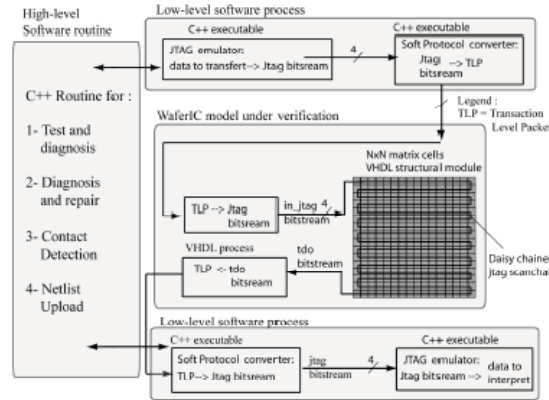 High-level
Software routine
C++ Routine for :
1- Test and
diagnosis
2- Diagnosis
and repair
3- Contact
Detection
4- Netlist
Upload
Low-level software process
C++ executable
JTAG emulator:
data to transfert--> Jtag bitsream
4
C++ executable
Soft Protocol converter:
Jtag --> TLP
bitsream
Legend :
TLP = Transaction
Level Packet
WaferIC model under verification
NxN matrix cells
VHDL structural module
TLP --> Jtag
bitsream
in_jtag 4
bitstream
VHDL process
TLP <- tdo
bitsream
tdo
bitstream
Daisy chaine
jtag scanchai
Low-level software process
C++ executable
Soft Protocol converter:
TLP--> Jtag bitsream
jtag
bitstream
4
C++ executable
JTAG emulator:
Jtag bitsream --> data to
interpret